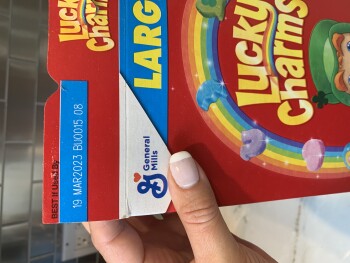 Lucky
Charms
LARG
Lucky
Charms
General
Mills
BEST If Used By
19 MAR2023 BU0015 08